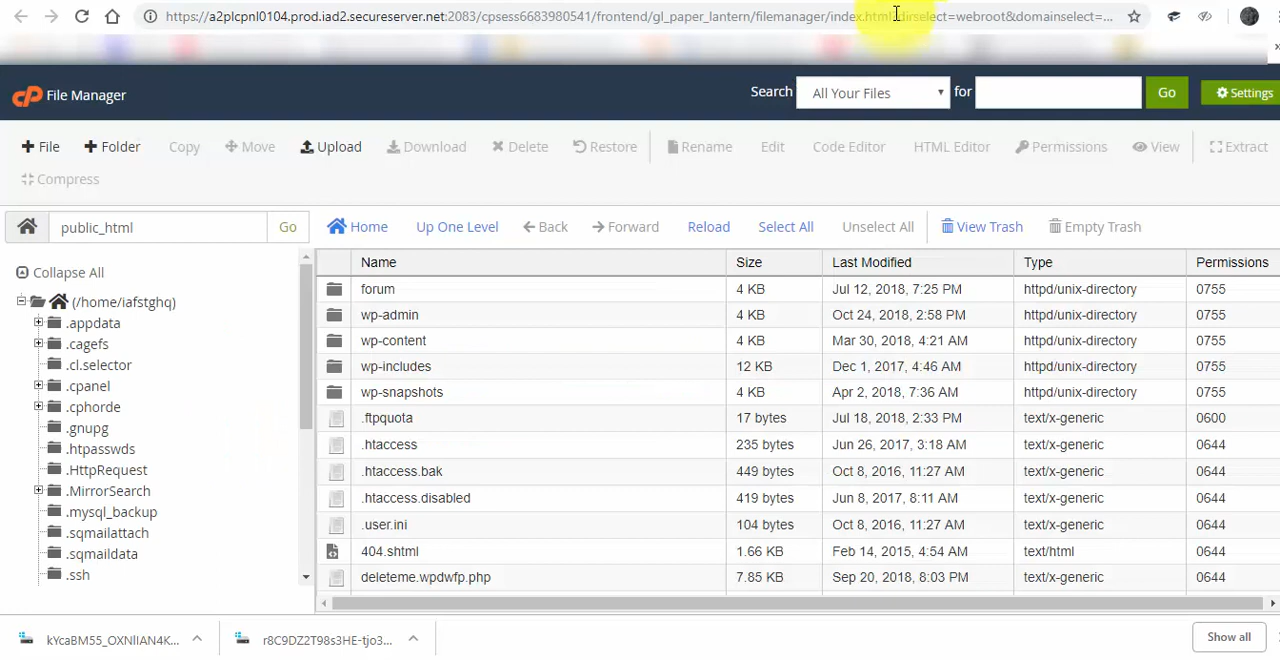 https://a2plcpnl0104.prod.iad2.secureserver.net:2083/cpsess6683980541/frontend/gl_paper_lantern/filemanager/index.html?dirselect=webroot&domainselect=...
cP File Manager
Search All Your Files for Go Settings
File Folder Copy Move Upload Download Delete Restore Rename Edit Code Editor HTML Editor Permissions View Extract
Compress
public_html Go Home Up One Level Back Forward Reload Select All Unselect All View Trash Empty Trash
Collapse All
(/home/iafstghq)
.appdata
.cagefs
.cl.selector
.cpanel
.cphorde
.gnupg
.htpasswds
.HttpRequest
.MirrorSearch
.mysql_backup
.sqmailattach
.sqmaildata
.ssh
Name Size Last Modified Type Permissions
forum 4 KB Jul 12, 2018, 7:25 PM httpd/unix-directory 0755
wp-admin 4 KB Oct 24, 2018, 2:58 PM httpd/unix-directory 0755
wp-content 4 KB Mar 30, 2018, 4:21 AM httpd/unix-directory 0755
wp-includes 12 KB Dec 1, 2017, 4:46 AM httpd/unix-directory 0755
wp-snapshots 4 KB Apr 2, 2018, 7:36 AM httpd/unix-directory 0755
.ftpquota 17 bytes Jul 18, 2018, 2:33 PM text/x-generic 0600
.htaccess 235 bytes Jun 26, 2017, 3:18 AM text/x-generic 0644
.htaccess.bak 449 bytes Oct 8, 2016, 11:27 AM text/x-generic 0644
.htaccess.disabled 419 bytes Jun 8, 2017, 8:11 AM text/x-generic 0644
.user.ini 104 bytes Oct 8, 2016, 11:27 AM text/x-generic 0644
404.shtml 1.66 KB Feb 14, 2015, 4:54 AM text/html 0644
deleteme.wpdwfp.php 7.85 KB Sep 20, 2018, 8:03 PM text/x-generic 0644
kYcaBM55_OXNlIAN4K... r8C9DZ2T98s3HE-tjo3... Show all